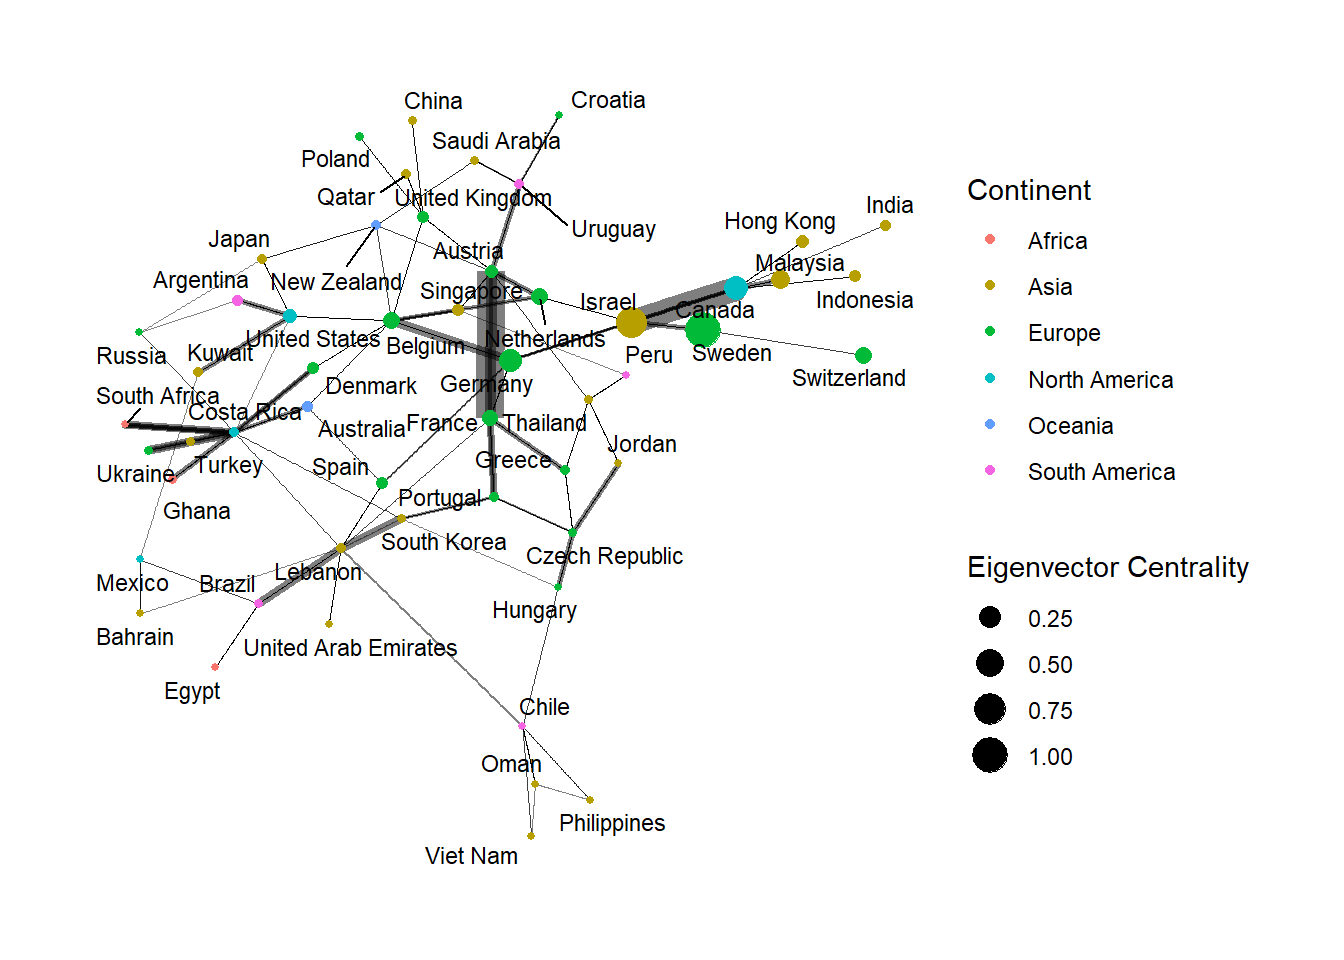 China
Croatia
Saudi Arabia
Poland
Qatar
United Kingdom
Uruguay
India
Hong Kong
Japan
Austria
Malaysia
Argentina
New Zealand
Singapore
Israel
Canada
Indonesia
Russia
Kuwait
United States
Belgium
Netherlands
Peru
Sweden
Switzerland
South Africa
Denmark
Germany
Costa Rica
Australia
France
Thailand
Jordan
Ukraine
Turkey
Spain
Greece
Ghana
Portugal
South Korea
Czech Republic
Mexico
Brazil
Lebanon
Hungary
Bahrain
United Arab Emirates
Egypt
Chile
Oman
Philippines
Viet Nam
Continent
Africa
Asia
Europe
North America
Oceania
South America
Eigenvector Centrality
0.25
0.50
0.75
1.00